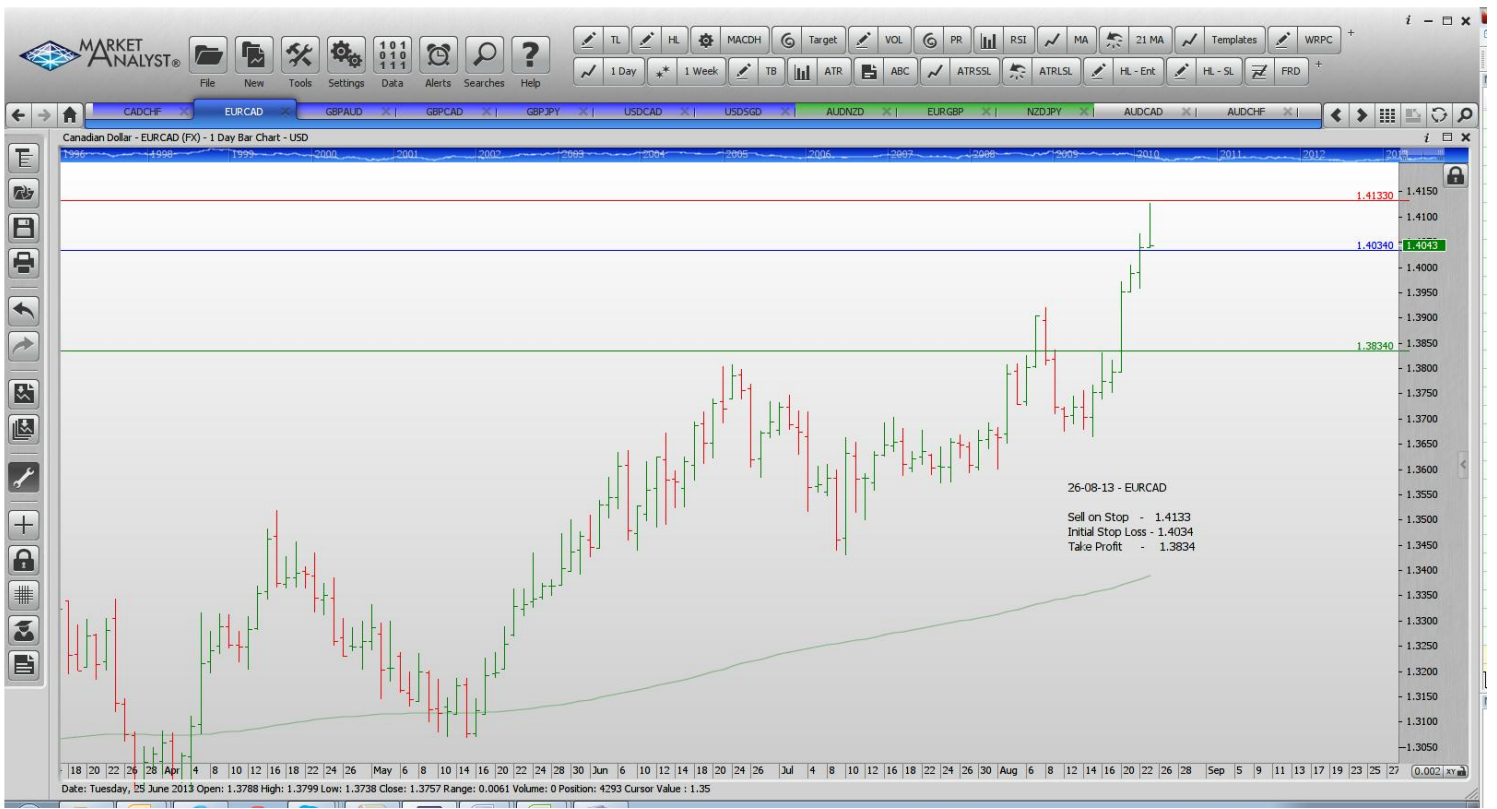 i
MARKET ANALYST®
File New Tools Settings Data Alerts Searches Help
TL HL MACDH Target VOL PR RSI MA 21 MA Templates WRPC +
1 Day 1 Week TB ATR ABC ATRSSL ATRLSL HL - Ent HL - SL FRD +
CADCHF EURCAD GBPAUD GBPCAD GBPJPY USDCAD USDSGD AUDNZD EURGBP NZDJPY AUDCAD AUDCHF
Canadian Dollar - EURCAD (FX) - 1 Day Bar Chart - USD
i
1996 1998 1999 2000 2001 2002 2003 2004 2005 2006 2007 2008 2009 2010 2011 2012
1.4150
1.41330
1.4100
1.40340
1.4043
1.4000
1.3950
1.3900
1.3850
1.38340
1.3800
1.3750
1.3700
1.3650
1.3600
1.3550
1.3500
1.3450
1.3400
1.3350
1.3300
1.3250
1.3200
1.3150
1.3100
1.3050
26-08-13 - EURCAD
Sell on Stop - 1.4133
Initial Stop Loss - 1.4034
Take Profit - 1.3834
18 20 22 26 28 Apr 4 8 10 12 16 18 22 24 26 May 6 8 10 14 16 20 22 24 28 30 Jun 6 10 12 14 18 20 24 26 Jul 4 8 10 12 16 18 22 24 26 30 Aug 6 8 12 14 16 20 22 26 28 Sep 5 9 11 13 17 19 23 25 27
0.002 XY
Date: Tuesday, 25 June 2013 Open: 1.3788 High: 1.3799 Low: 1.3738 Close: 1.3757 Range: 0.0061 Volume: 0 Position: 4293 Cursor Value : 1.35